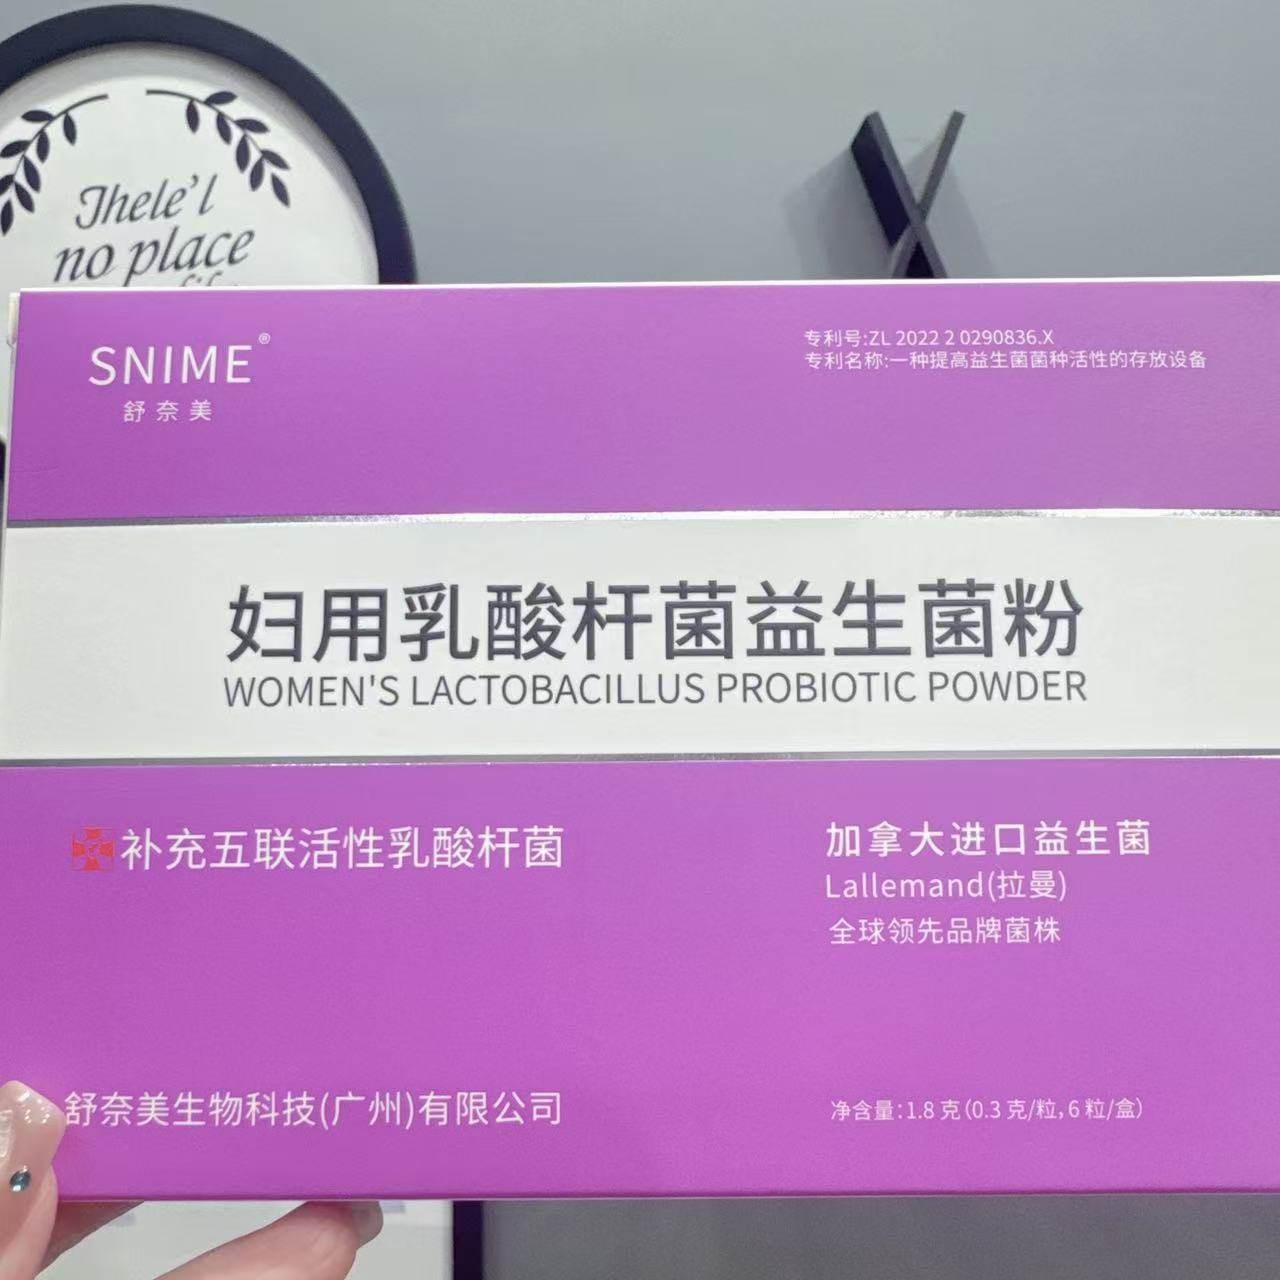 Thele'l
no place
SNIME®
舒奈美
专利号:ZL 2022 2 0290836.X
专利名称:一种提高益生菌菌种活性的存放设备
妇用乳酸杆菌益生菌粉
WOMEN'S LACTOBACILLUS PROBIOTIC POWDER
补充五联活性乳酸杆菌
加拿大进口益生菌
Lallemand(拉曼)
全球领先品牌菌株
舒奈美生物科技(广州)有限公司
净含量:1.8克(0.3克/粒,6粒/盒)